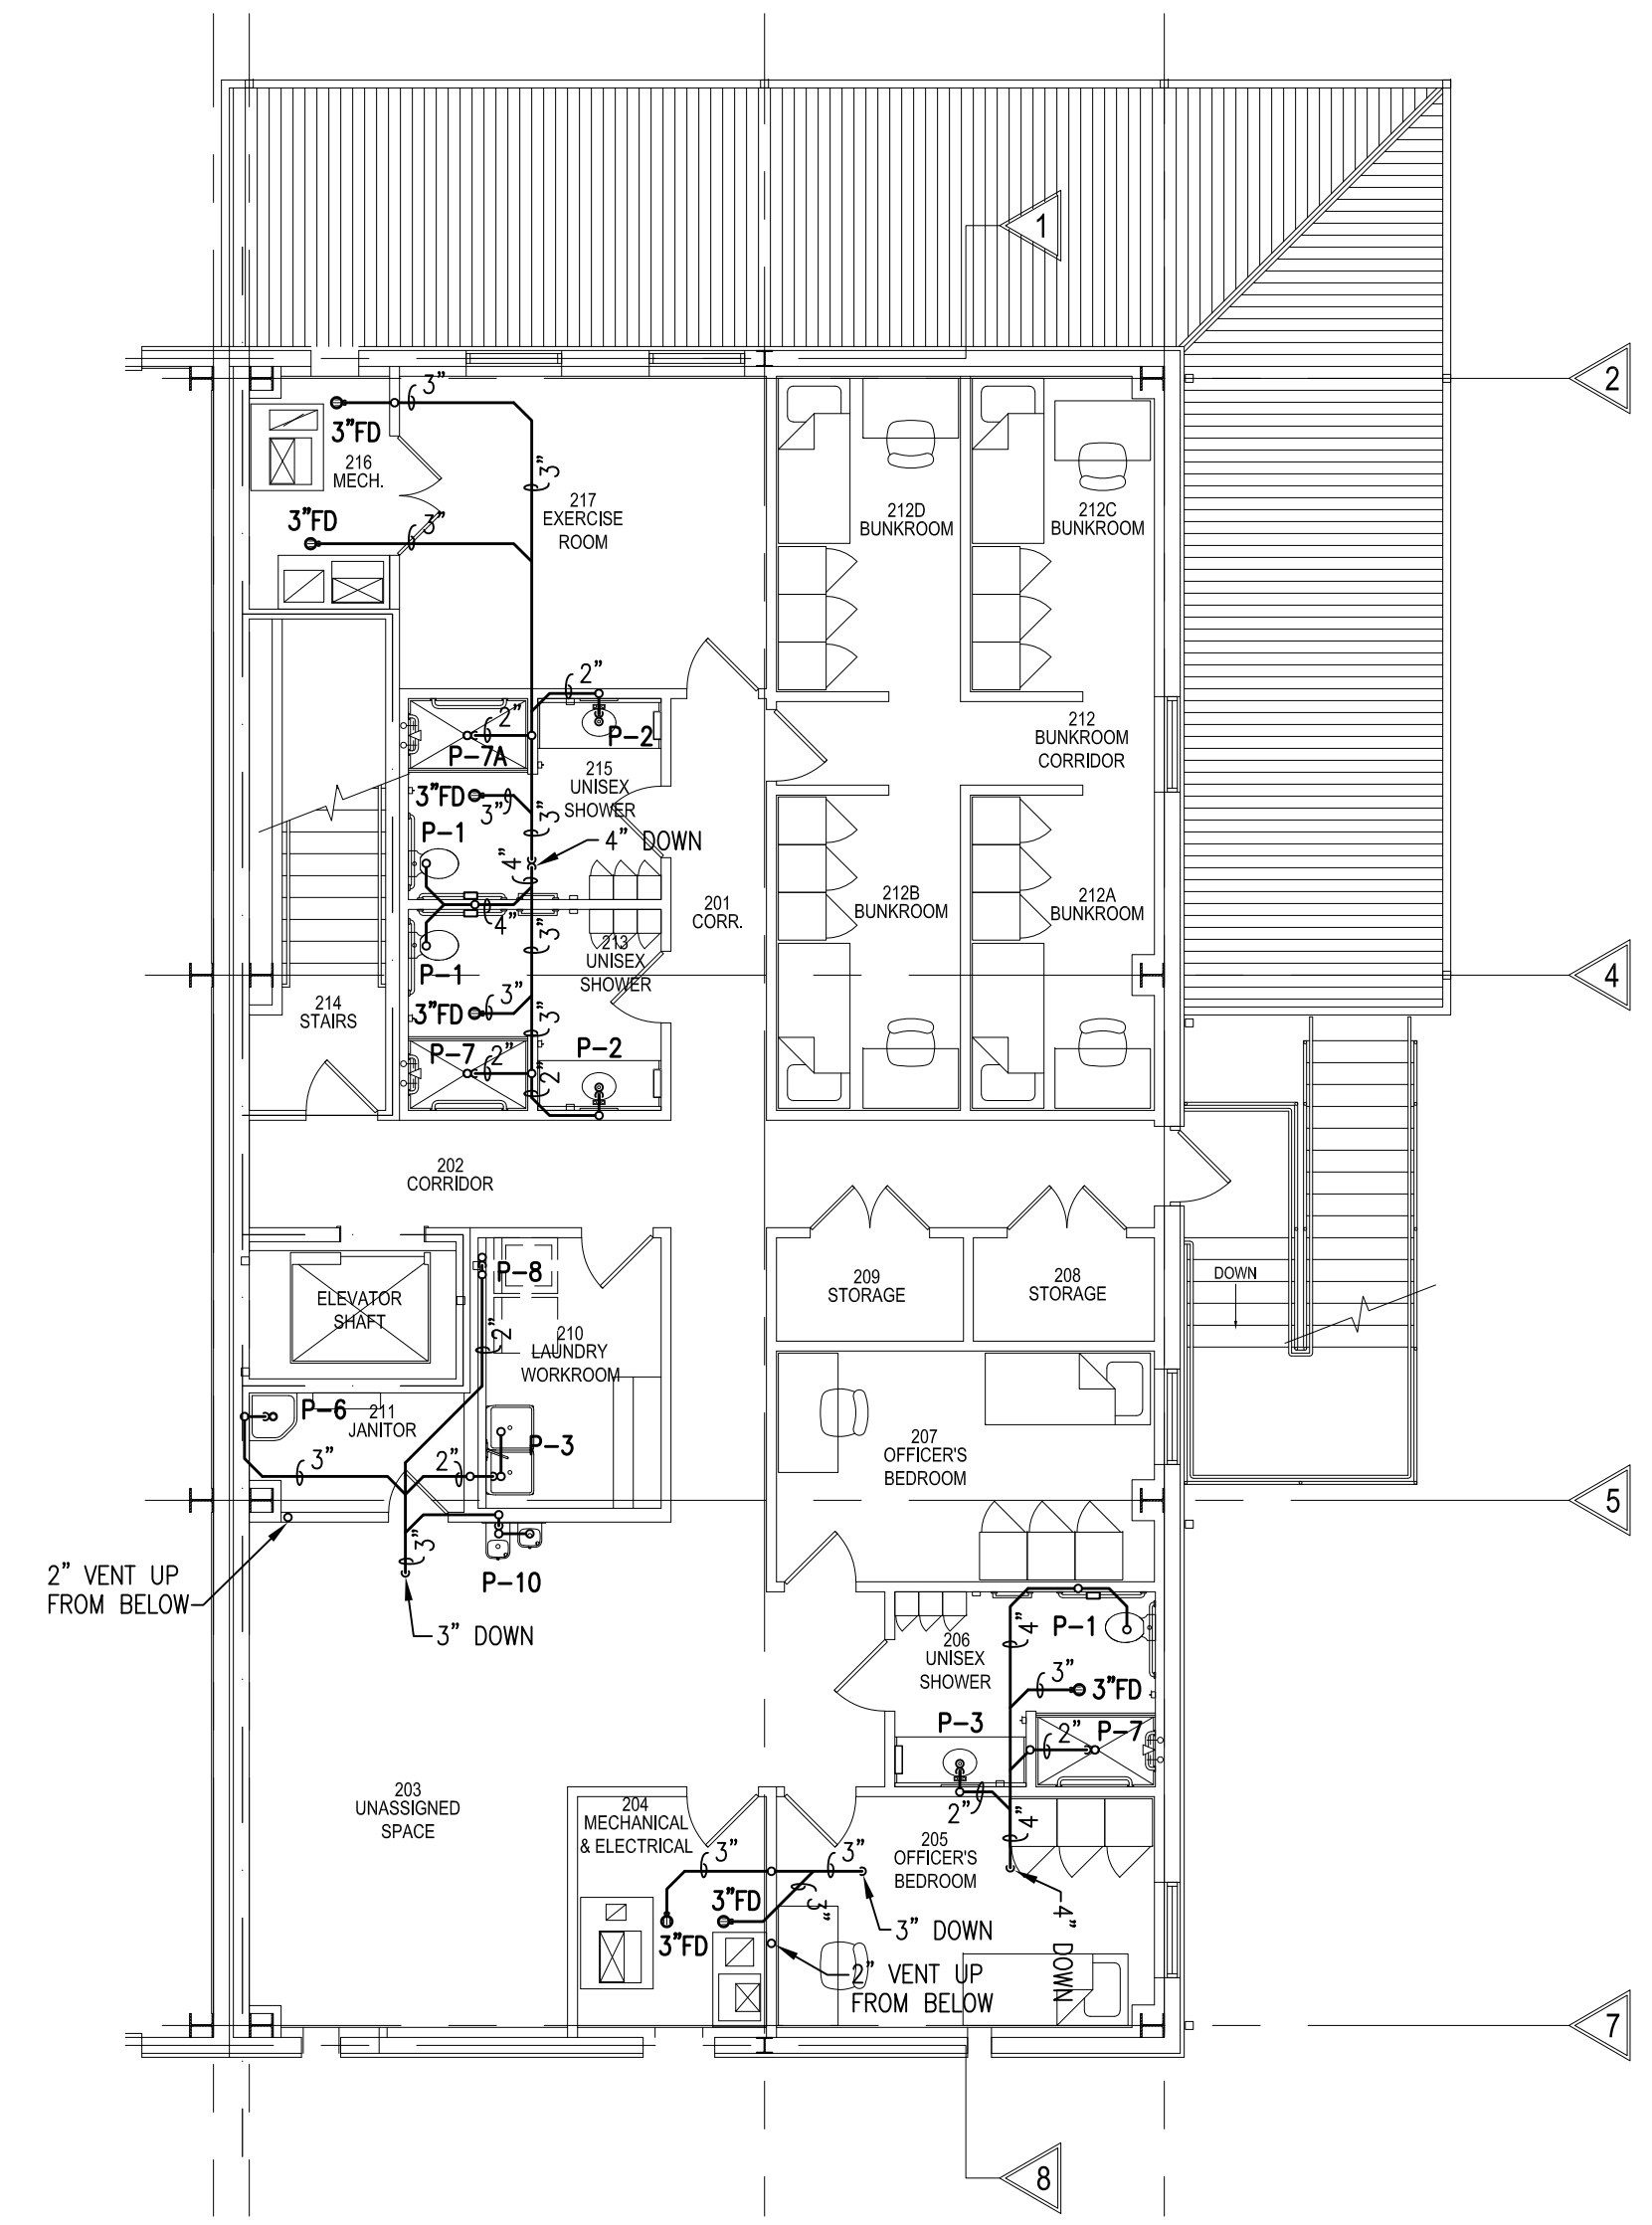 1
2
3"
3"FD
216
MECH.
3"
217
EXERCISE
ROOM
3"FD
3"
212D
BUNKROOM
212C
BUNKROOM
2"
2"
P-2
P-7A
212
BUNKROOM
CORRIDOR
215
UNISEX
SHOWER
3"FD
3"
3"
P-1
4" DOWN
4"
4"
201
CORR.
212B
BUNKROOM
212A
BUNKROOM
3"
213
UNISEX
SHOWER
P-1
4
214
STAIRS
3"FD
3"
3"
P-7
2"
P-2
2"
202
CORRIDOR
P-8
ELEVATOR
SHAFT
209
STORAGE
208
STORAGE
DOWN
2"
210
LAUNDRY
WORKROOM
P-6
211
JANITOR
P-3
3"
2"
207
OFFICER'S
BEDROOM
5
3"
2" VENT UP
FROM BELOW
P-10
3" DOWN
4"
P-1
206
UNISEX
SHOWER
3"
3"FD
P-3
2"
P-7
203
UNASSIGNED
SPACE
204
MECHANICAL
& ELECTRICAL
2"
4"
205
OFFICER'S
BEDROOM
3"
3"
3"
3"FD
3"FD
3" DOWN
4" DOWN
2" VENT UP
FROM BELOW
7
8